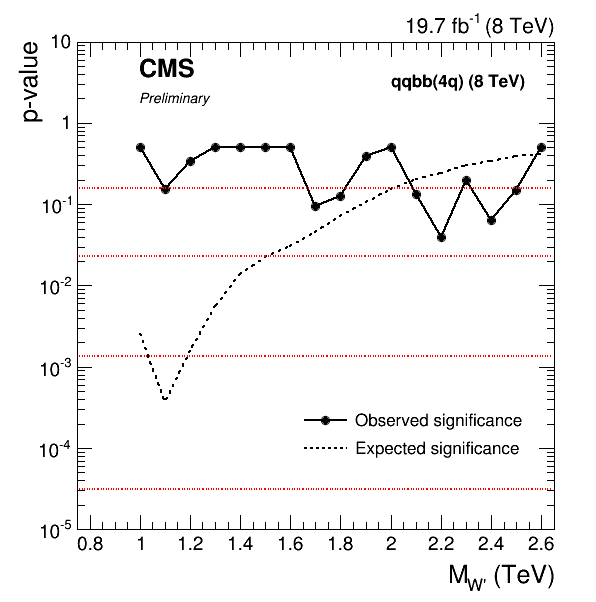 19.7 fb⁻¹ (8 TeV)
CMS
Preliminary
qqbb(4q) (8 TeV)
p-value
10
1
10⁻¹
10⁻²
10⁻³
10⁻⁴
10⁻⁵
Observed significance
Expected significance
0.8 1 1.2 1.4 1.6 1.8 2 2.2 2.4 2.6
M_W' (TeV)